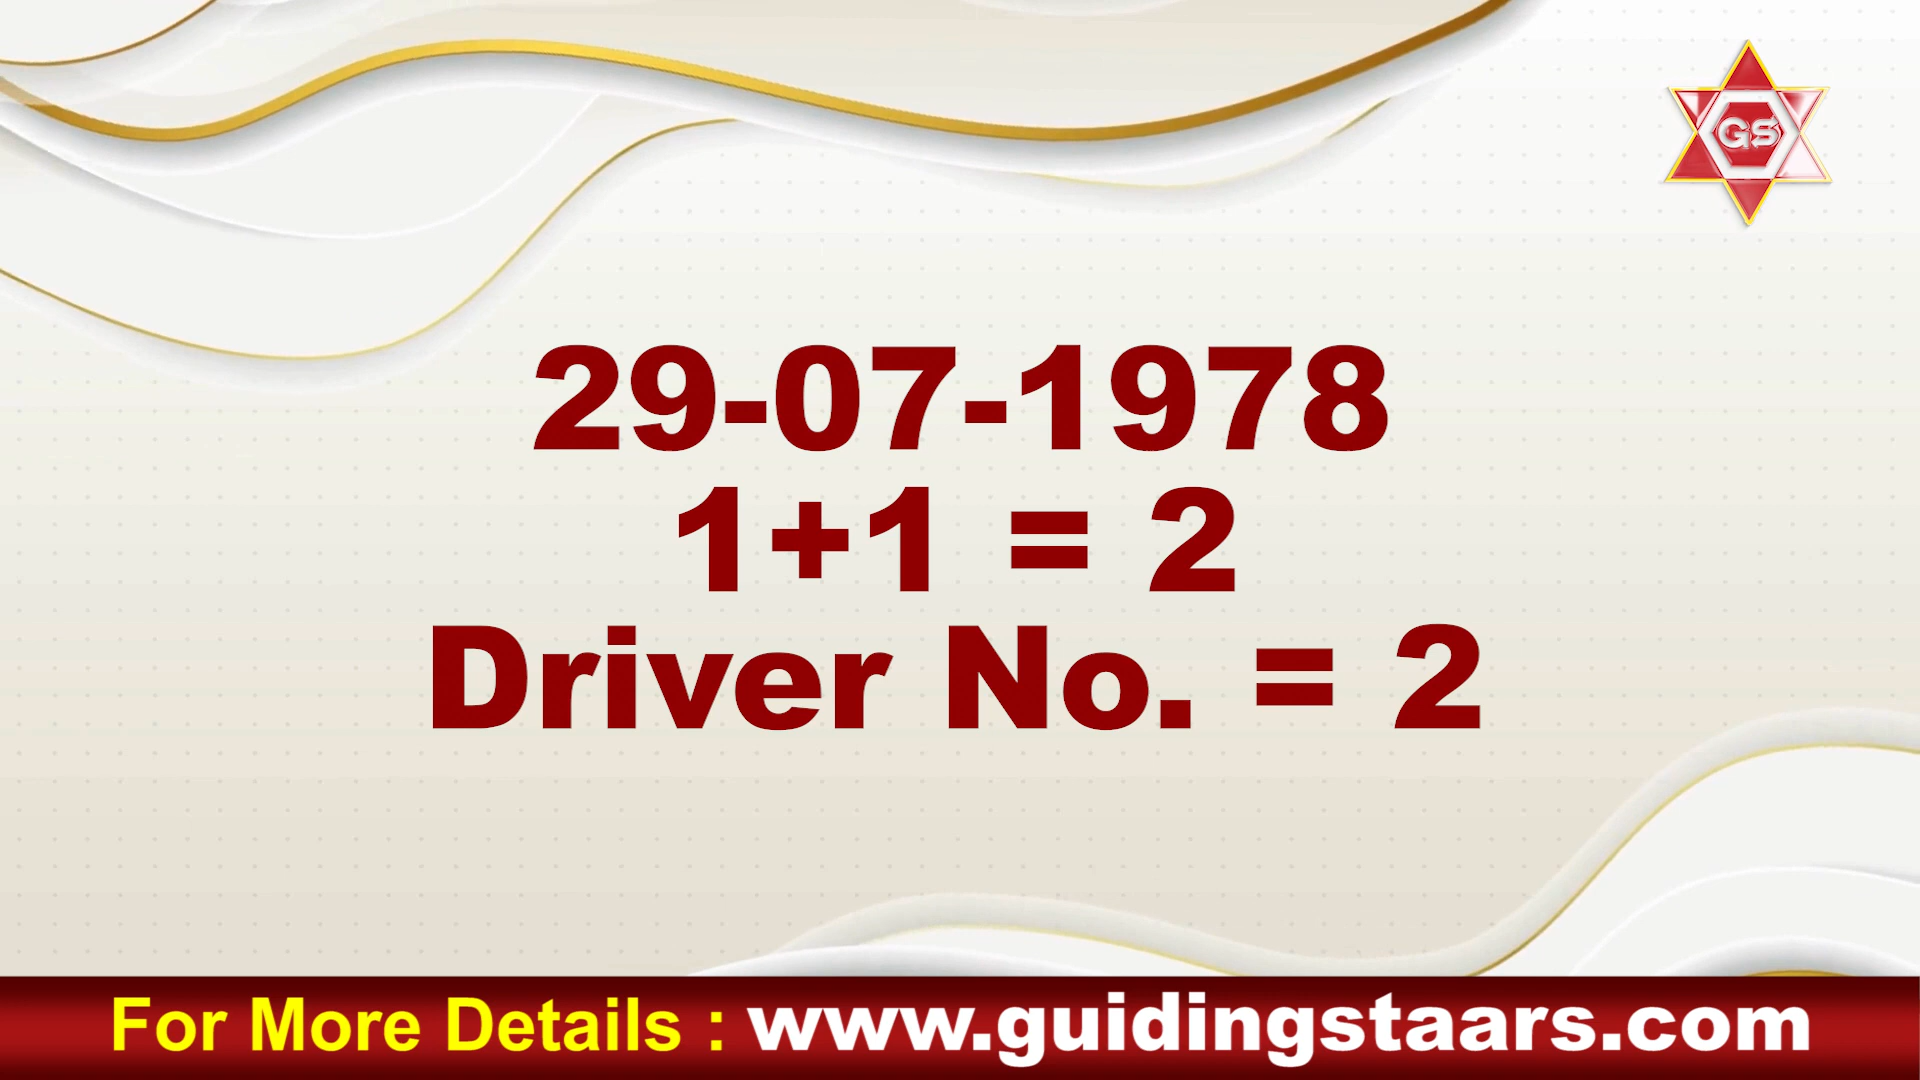 GS
29-07-1978
1+1 = 2
Driver No. = 2
For More Details : www.guidingstaars.com